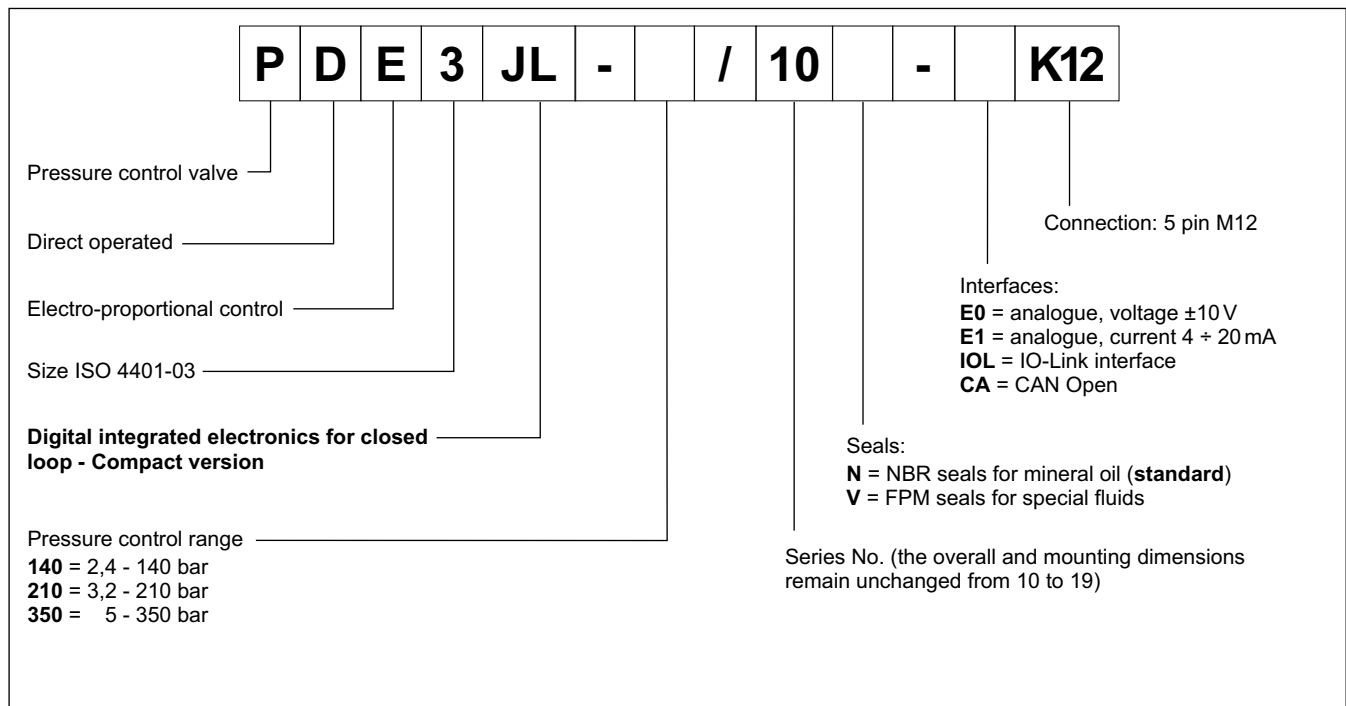 P D E 3 JL - / 10 - K12
Pressure control valve
Direct operated
Electro-proportional control
Size ISO 4401-03
Digital integrated electronics for closed
loop - Compact version
Pressure control range
140 = 2,4 - 140 bar
210 = 3,2 - 210 bar
350 = 5 - 350 bar
Connection: 5 pin M12
Interfaces:
E0 = analogue, voltage ±10 V
E1 = analogue, current 4 ÷ 20 mA
IOL = IO-Link interface
CA = CAN Open
Seals:
N = NBR seals for mineral oil (standard)
V = FPM seals for special fluids
Series No. (the overall and mounting dimensions
remain unchanged from 10 to 19)